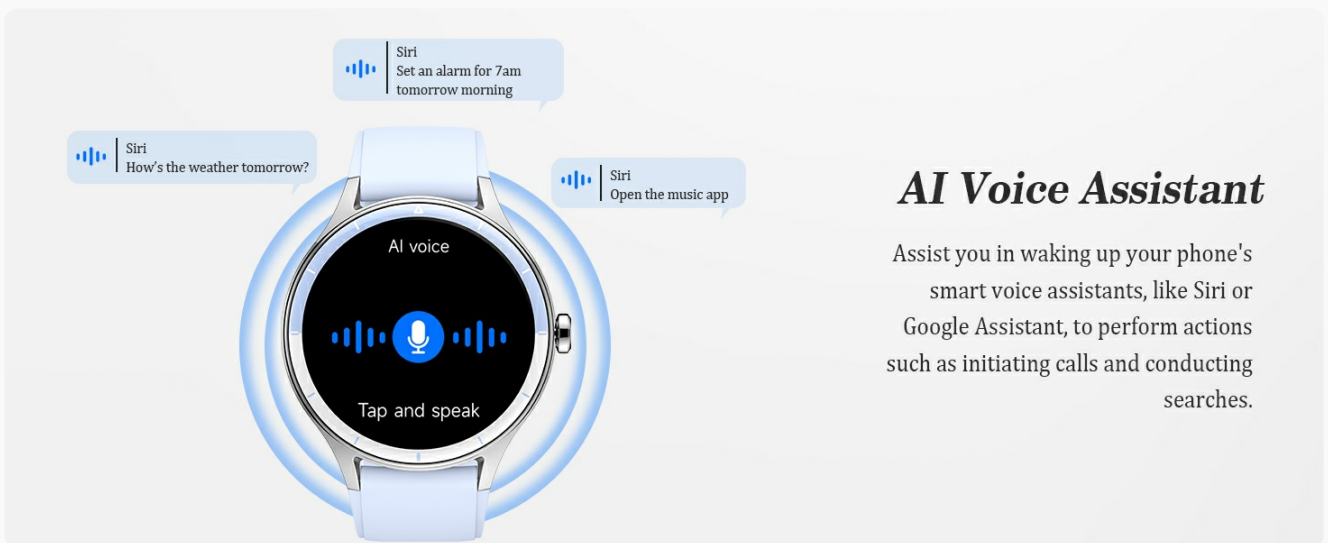 Siri
Set an alarm for 7am
tomorrow morning
Siri
How's the weather tomorrow?
Siri
Open the music app
AI voice
Tap and speak
AI Voice Assistant
Assist you in waking up your phone's
smart voice assistants, like Siri or
Google Assistant, to perform actions
such as initiating calls and conducting
searches.